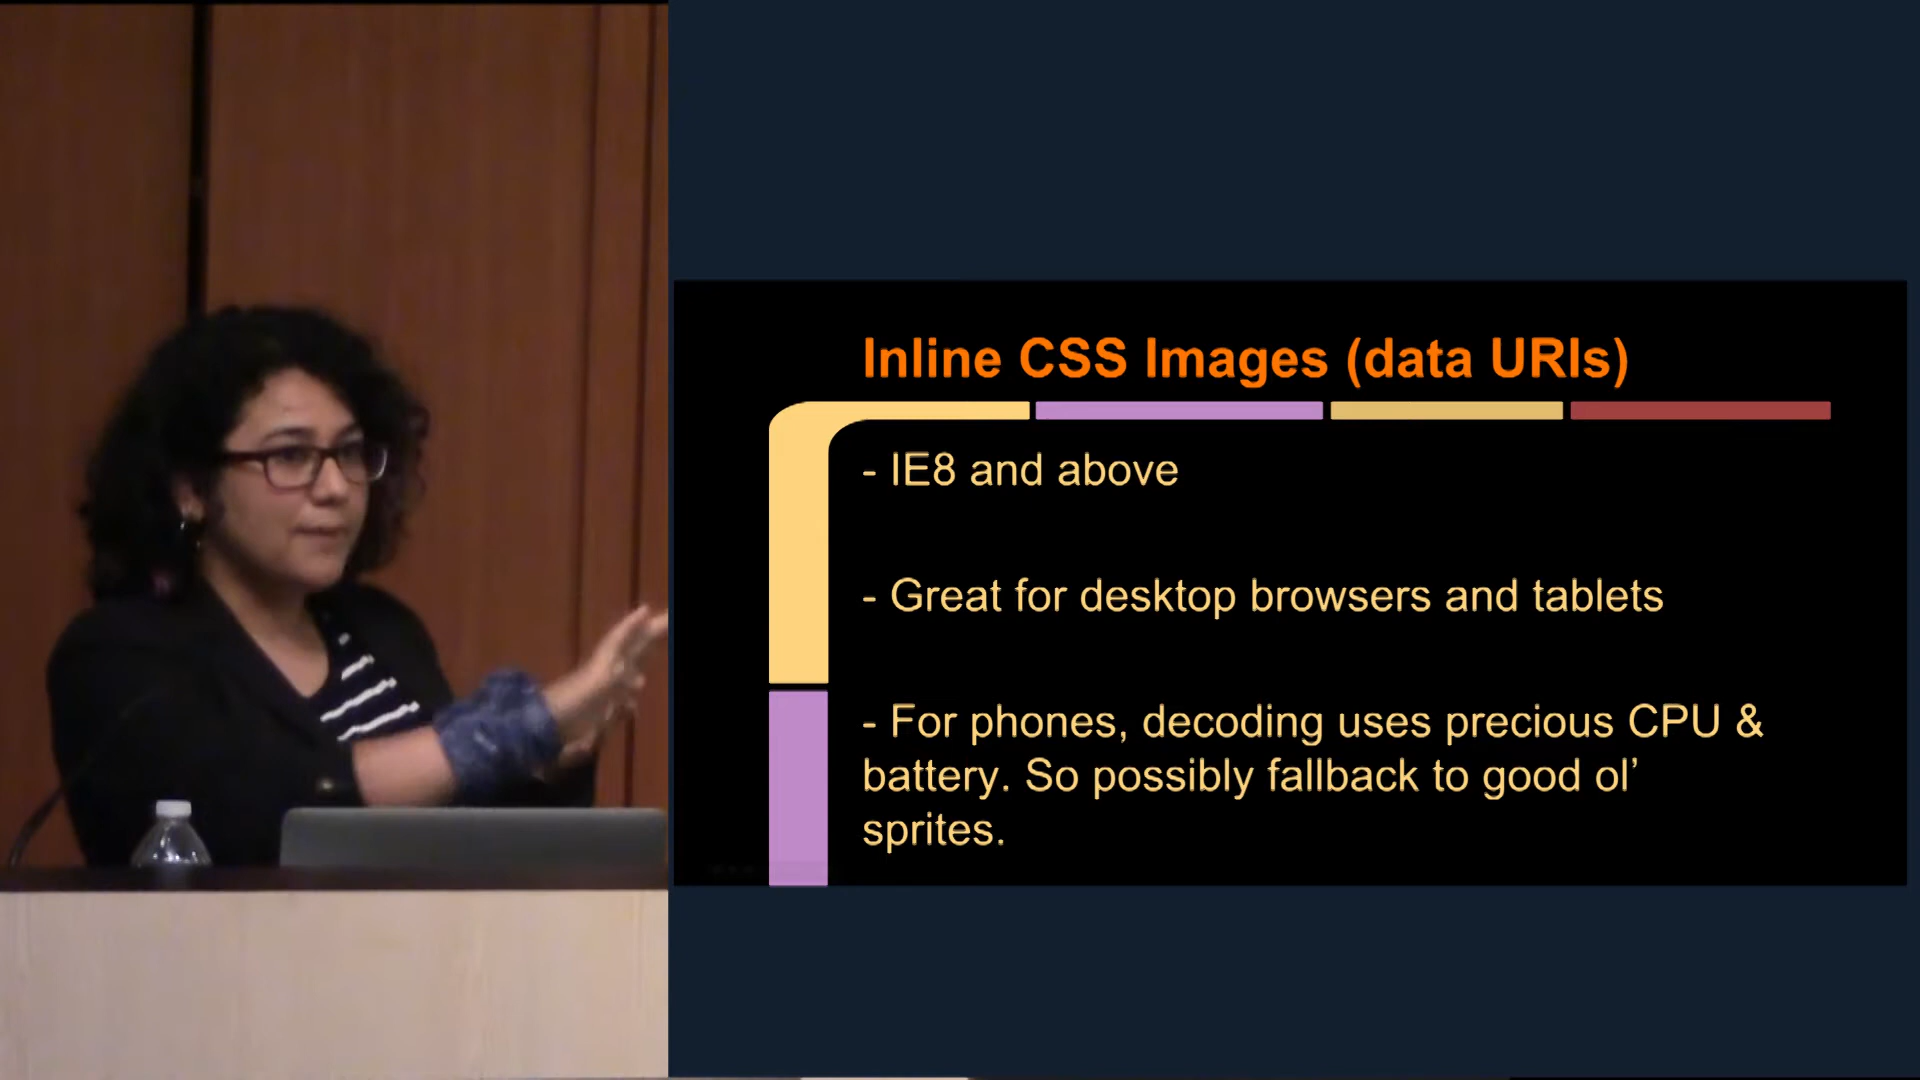 Inline CSS Images (data URIs)
- IE8 and above
- Great for desktop browsers and tablets
- For phones, decoding uses precious CPU &
battery. So possibly fallback to good ol’
sprites.